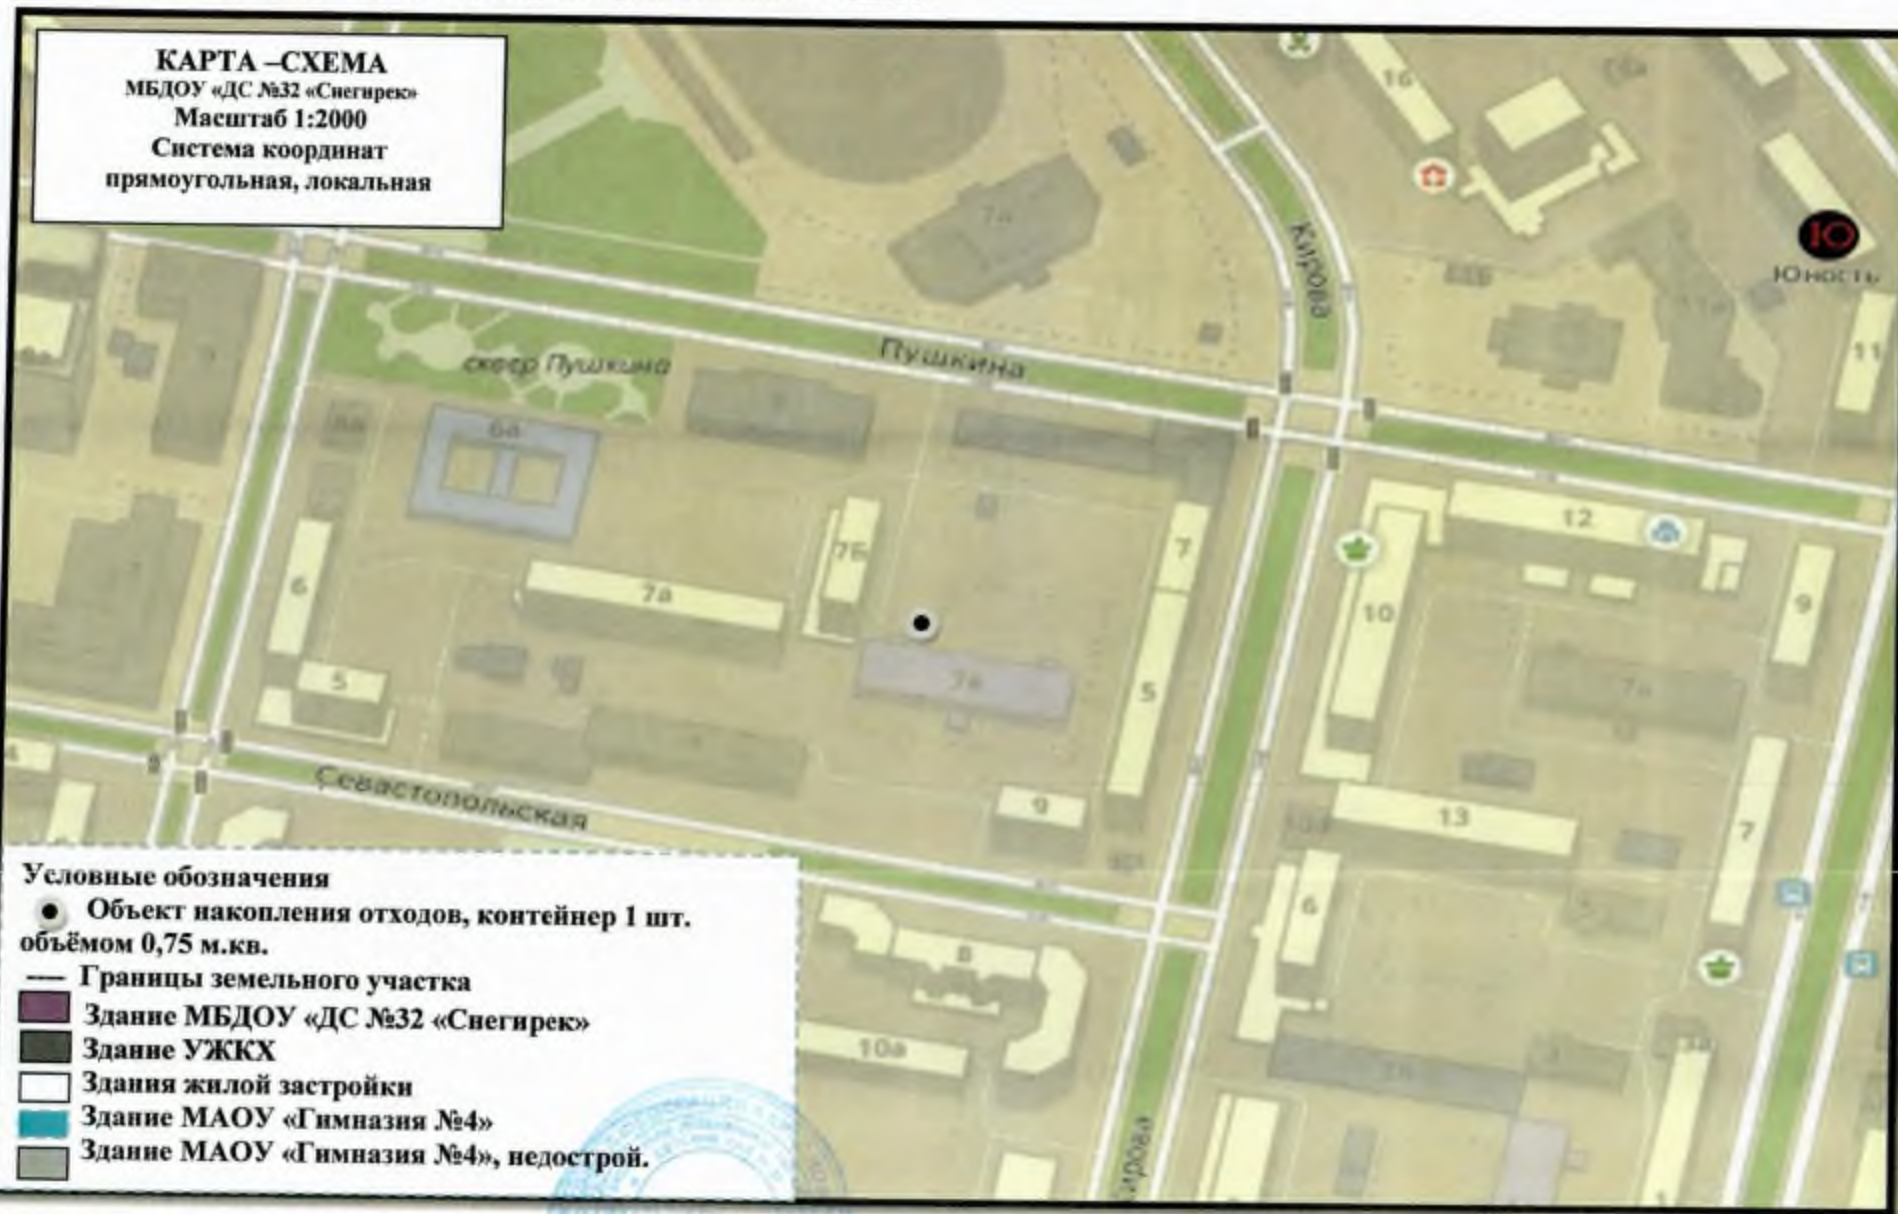 КАРТА –СХЕМА
МБДОУ «ДС №32 «Снегирек»
Масштаб 1:2000
Система координат
прямоугольная, локальная
16
Кирова
Ю
Юность
11
Пушкина
сквер Пушкина
6а
7Б
7
12
6
7а
10
9
5
5
9
13
7
Севастопольская
6
8
10а
Условные обозначения
Объект накопления отходов, контейнер 1 шт.
объёмом 0,75 м.кв.
Границы земельного участка
Здание МБДОУ «ДС №32 «Снегирек»
Здание УЖКХ
Здания жилой застройки
Здание МАОУ «Гимназия №4»
Здание МАОУ «Гимназия №4», недострой.
ирова